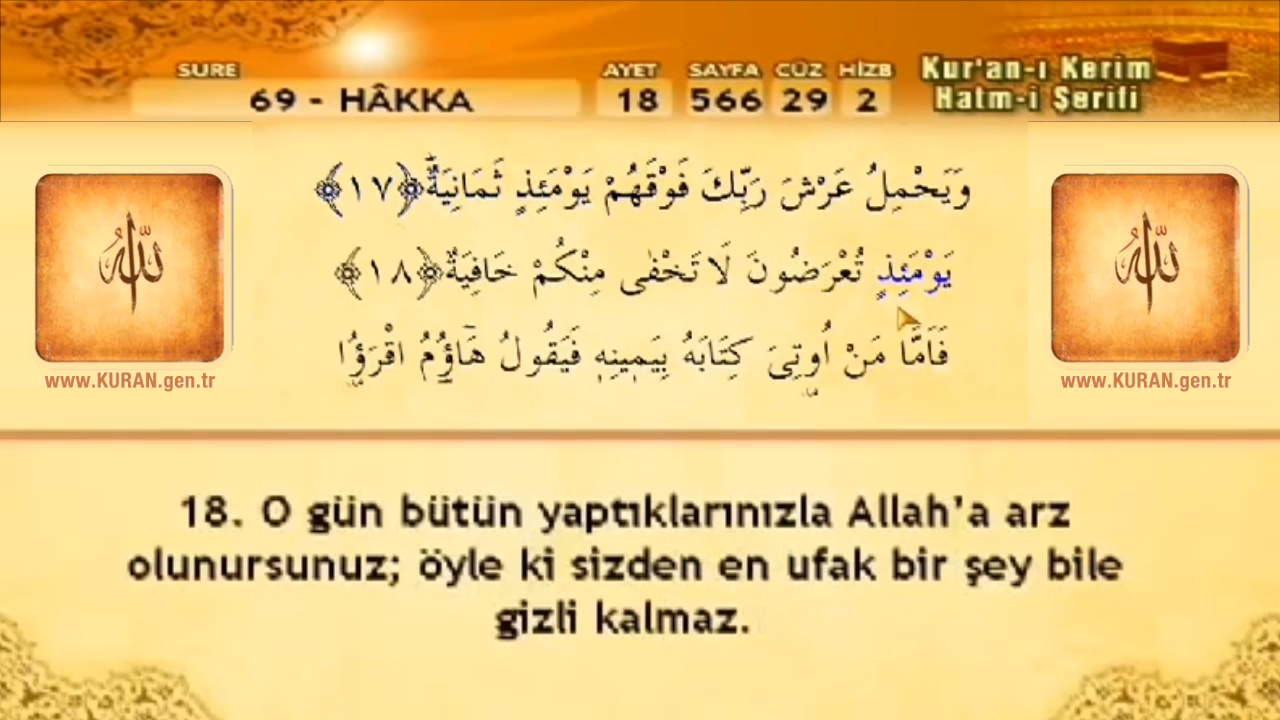 SURE AYET SAYFA CÜZ HİZB
69 - HÂKKA 18 566 29 2
Kur'an-ı Kerim
Hatm-i Şerifi
وَيَحْمِلُ عَرْشَ رَبِّكَ فَوْقَهُمْ يَوْمَئِذٍ ثَمَانِيَةٌۜ ﴿١٧﴾
يَوْمَئِذٍ تُعْرَضُونَ لَا تَخْفٰى مِنْكُمْ خَافِيَةٌ ﴿١٨﴾
فَاَمَّا مَنْ اُو۫تِيَ كِتَابَهُ بِيَمٖينِهٖ فَيَقُولُ هَٓاؤُ۬مُ اقْرَؤُ۫ا
الله
الله
www.KURAN.gen.tr
www.KURAN.gen.tr
18. O gün bütün yaptıklarınızla Allah'a arz
olunursunuz; öyle ki sizden en ufak bir şey bile
gizli kalmaz.